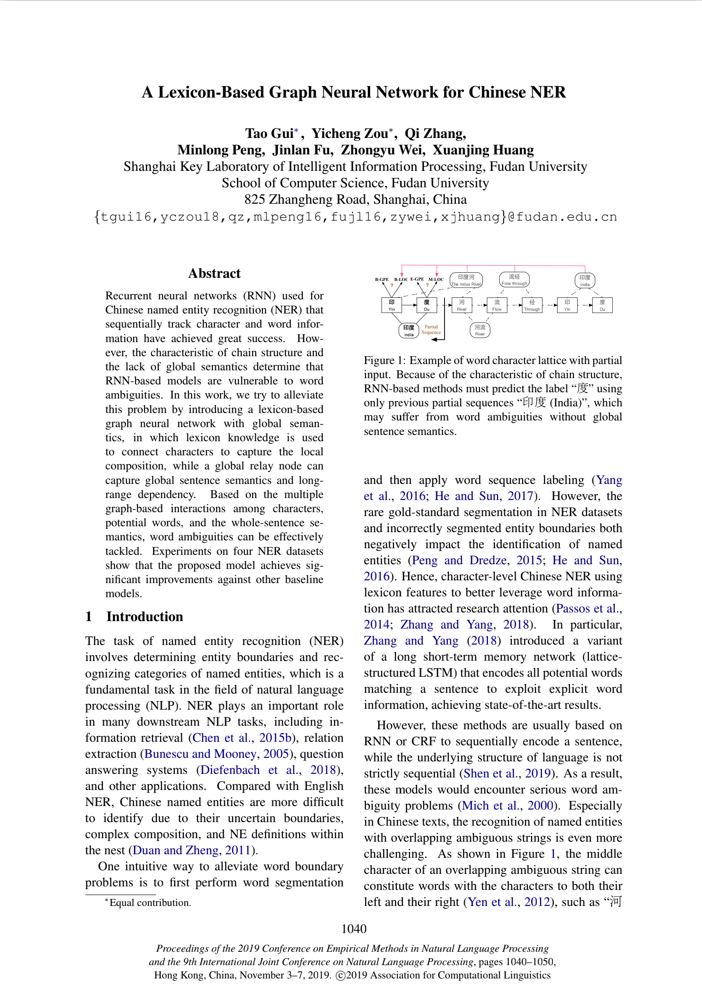 A Lexicon-Based Graph Neural Network for Chinese NER
Tao Gui*, Yicheng Zou*, Qi Zhang,
Minlong Peng, Jinlan Fu, Zhongyu Wei, Xuanjing Huang
Shanghai Key Laboratory of Intelligent Information Processing, Fudan University
School of Computer Science, Fudan University
825 Zhangheng Road, Shanghai, China
{tgui16,yczou18,qz,mlpeng16,fujl16,zywei,xjhuang}@fudan.edu.cn
Abstract
Recurrent neural networks (RNN) used for
Chinese named entity recognition (NER) that
sequentially track character and word infor-
mation have achieved great success. How-
ever, the characteristic of chain structure and
the lack of global semantics determine that
RNN-based models are vulnerable to word
ambiguities. In this work, we try to alleviate
this problem by introducing a lexicon-based
graph neural network with global seman-
tics, in which lexicon knowledge is used
to connect characters to capture the local
composition, while a global relay node can
capture global sentence semantics and long-
range dependency. Based on the multiple
graph-based interactions among characters,
potential words, and the whole-sentence se-
mantics, word ambiguities can be effectively
tackled. Experiments on four NER datasets
show that the proposed model achieves sig-
nificant improvements against other baseline
models.
1 Introduction
The task of named entity recognition (NER)
involves determining entity boundaries and rec-
ognizing categories of named entities, which is a
fundamental task in the field of natural language
processing (NLP). NER plays an important role
in many downstream NLP tasks, including in-
formation retrieval (Chen et al., 2015b), relation
extraction (Bunescu and Mooney, 2005), question
answering systems (Diefenbach et al., 2018),
and other applications. Compared with English
NER, Chinese named entities are more difficult
to identify due to their uncertain boundaries,
complex composition, and NE definitions within
the nest (Duan and Zheng, 2011).
One intuitive way to alleviate word boundary
problems is to first perform word segmentation
*Equal contribution.
B-GPE B-LOC E-GPE M-LOC
? ?
印度河
The Indus River
流经
Flow through
印度
India
印 度 河 流 经 印 度
Yin Du River Flow Through Yin Du
印度
India
Partial
Sequence
河流
River
Figure 1: Example of word character lattice with partial
input. Because of the characteristic of chain structure,
RNN-based methods must predict the label “度” using
only previous partial sequences “印度 (India)”, which
may suffer from word ambiguities without global
sentence semantics.
and then apply word sequence labeling (Yang
et al., 2016; He and Sun, 2017). However, the
rare gold-standard segmentation in NER datasets
and incorrectly segmented entity boundaries both
negatively impact the identification of named
entities (Peng and Dredze, 2015; He and Sun,
2016). Hence, character-level Chinese NER using
lexicon features to better leverage word informa-
tion has attracted research attention (Passos et al.,
2014; Zhang and Yang, 2018). In particular,
Zhang and Yang (2018) introduced a variant
of a long short-term memory network (lattice-
structured LSTM) that encodes all potential words
matching a sentence to exploit explicit word
information, achieving state-of-the-art results.
However, these methods are usually based on
RNN or CRF to sequentially encode a sentence,
while the underlying structure of language is not
strictly sequential (Shen et al., 2019). As a result,
these models would encounter serious word am-
biguity problems (Mich et al., 2000). Especially
in Chinese texts, the recognition of named entities
with overlapping ambiguous strings is even more
challenging. As shown in Figure 1, the middle
character of an overlapping ambiguous string can
constitute words with the characters to both their
left and their right (Yen et al., 2012), such as “河
1040
Proceedings of the 2019 Conference on Empirical Methods in Natural Language Processing
and the 9th International Joint Conference on Natural Language Processing, pages 1040–1050,
Hong Kong, China, November 3–7, 2019. ©2019 Association for Computational Linguistics